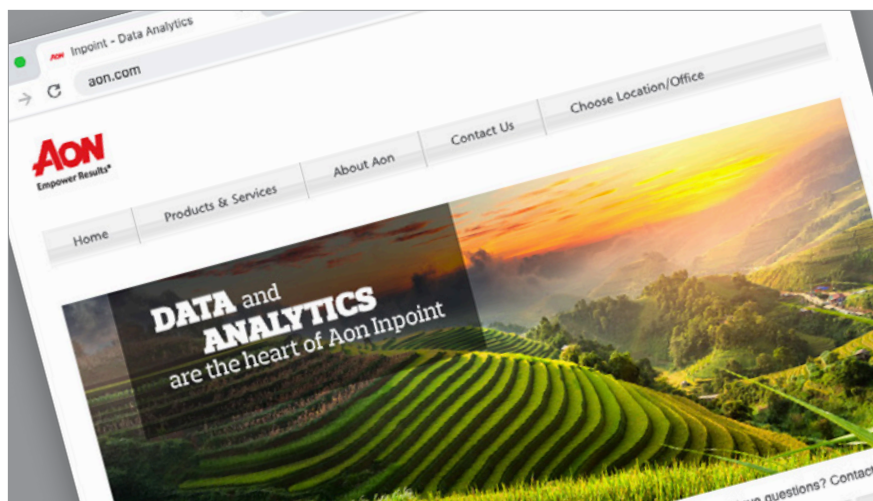 Inpoint - Data Analytics
aon.com
AON
Empower Results®
Home
Products & Services
About Aon
Contact Us
Choose Location/Office
DATA and
ANALYTICS
are the heart of Aon Inpoint
questions? Contact